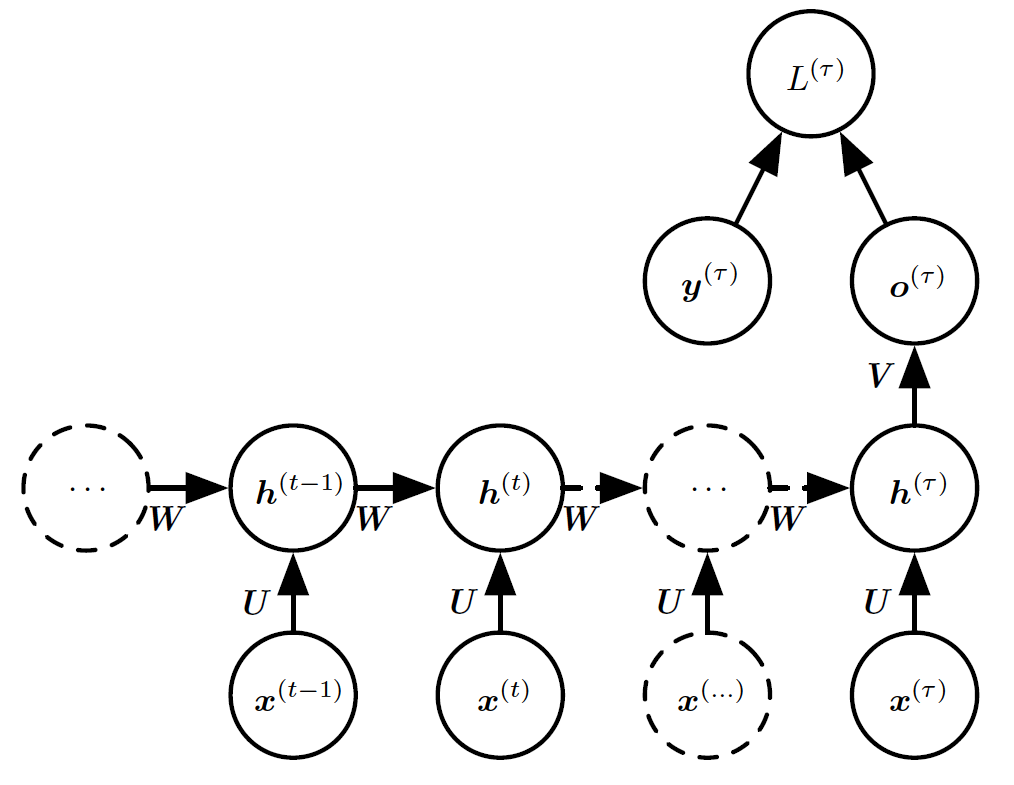 L^(τ)
y^(τ) o^(τ)
V
... h^(t−1) h^(t) ... h^(τ)
W W W W
U U U U
x^(t−1) x^(t) x^(...) x^(τ)